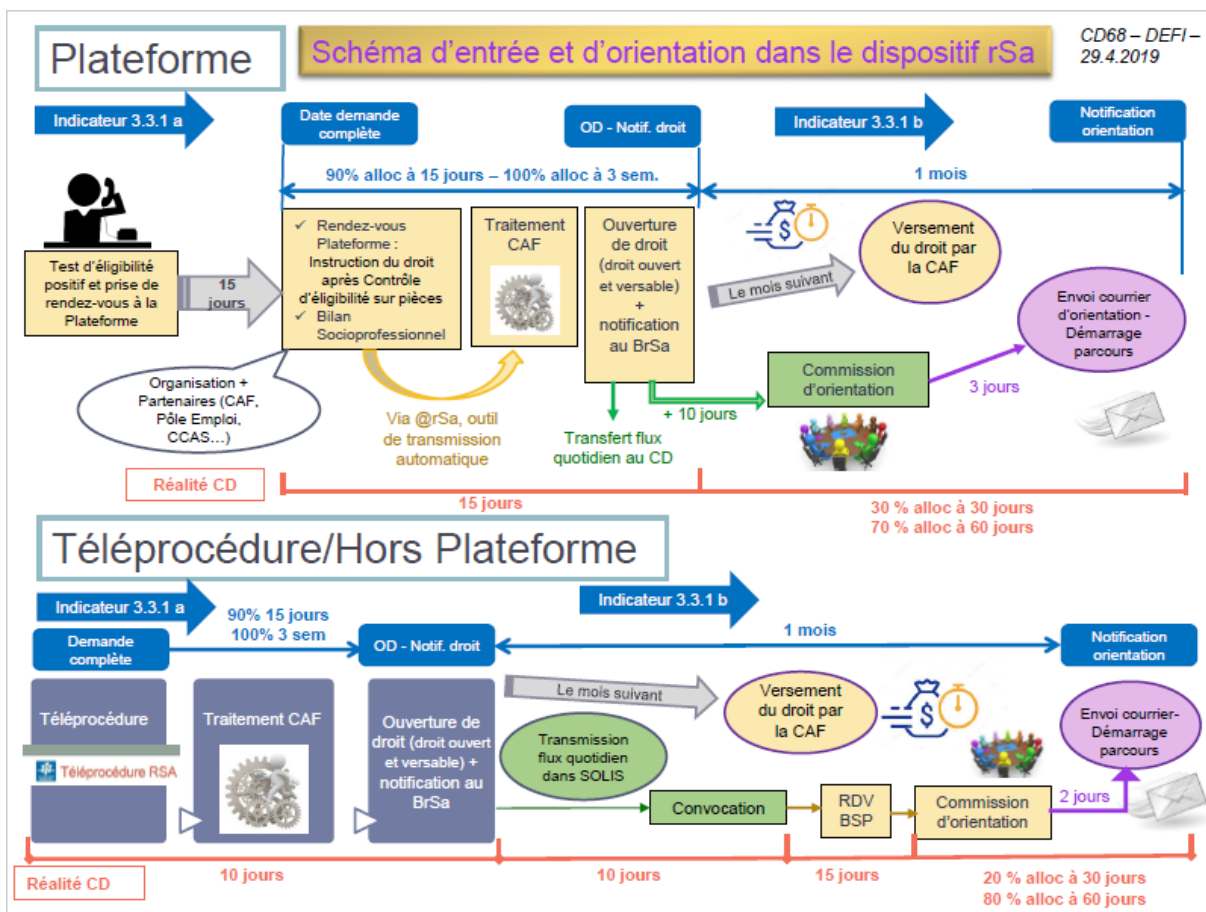 Plateforme
Schéma d'entrée et d'orientation dans le dispositif rSa
CD68 – DEFI –
29.4.2019
Indicateur 3.3.1 a
Date demande
complète
OD - Notif. droit
Indicateur 3.3.1 b
Notification
orientation
90% alloc à 15 jours – 100% alloc à 3 sem.
1 mois
Test d'éligibilité
positif et prise de
rendez-vous à la
Plateforme
15
jours
✓ Rendez-vous
Plateforme :
Instruction du droit
après Contrôle
d'éligibilité sur pièces
✓ Bilan
Socioprofessionnel
Traitement
CAF
Ouverture
de droit
(droit ouvert
et versable)
+
notification
au BrSa
Le mois suivant
Versement
du droit par
la CAF
Envoi courrier
d'orientation -
Démarrage
parcours
Organisation +
Partenaires (CAF,
Pôle Emploi,
CCAS…)
Via @rSa, outil
de transmission
automatique
+ 10 jours
Transfert flux
quotidien au CD
Commission
d'orientation
3 jours
Réalité CD
15 jours
30 % alloc à 30 jours
70 % alloc à 60 jours
Téléprocédure/Hors Plateforme
Indicateur 3.3.1 a
90% 15 jours
100% 3 sem
Indicateur 3.3.1 b
Demande
complète
OD - Notif. droit
1 mois
Notification
orientation
Téléprocédure
Téléprocédure RSA
Traitement CAF
Ouverture de
droit (droit ouvert
et versable) +
notification au
BrSa
Le mois suivant
Transmission
flux quotidien
dans SOLIS
Versement
du droit par
la CAF
Envoi courrier-
Démarrage
parcours
Convocation
RDV
BSP
Commission
d'orientation
2 jours
Réalité CD
10 jours
10 jours
15 jours
20 % alloc à 30 jours
80 % alloc à 60 jours